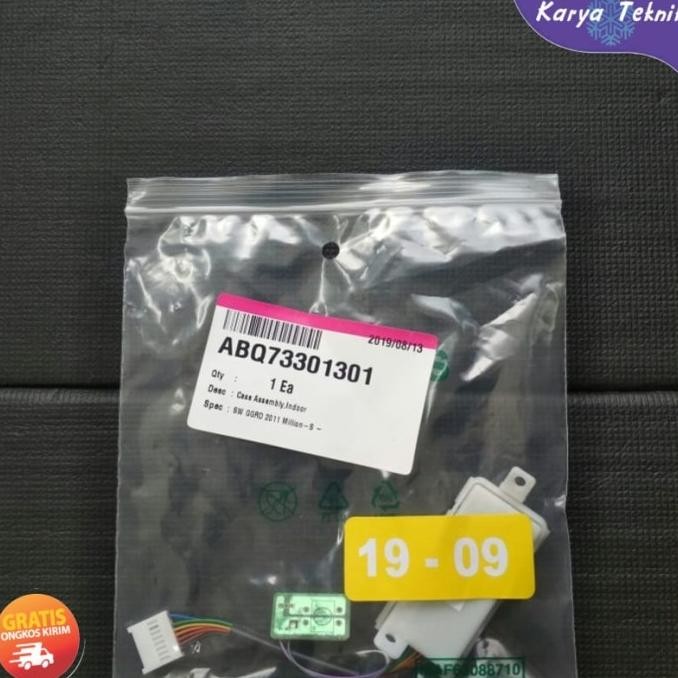 Karya Teknik
2019/08/13
ABQ73301301
Qty : 1 Ea
Desc : Case Assembly,Indoor
Spec : SW GGRD 2011 Million-S -
19 - 09
GRATIS
ONGKOS KIRIM